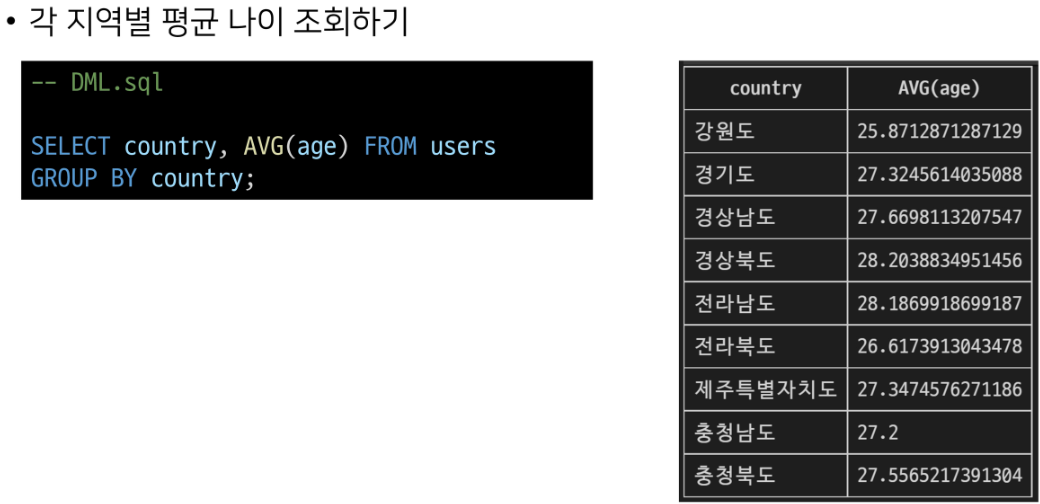 • 각 지역별 평균 나이 조회하기
-- DML.sql
SELECT country, AVG(age) FROM users
GROUP BY country;
country AVG(age)
강원도 25.8712871287129
경기도 27.3245614035088
경상남도 27.6698113207547
경상북도 28.2038834951456
전라남도 28.1869918699187
전라북도 26.6173913043478
제주특별자치도 27.3474576271186
충청남도 27.2
충청북도 27.5565217391304